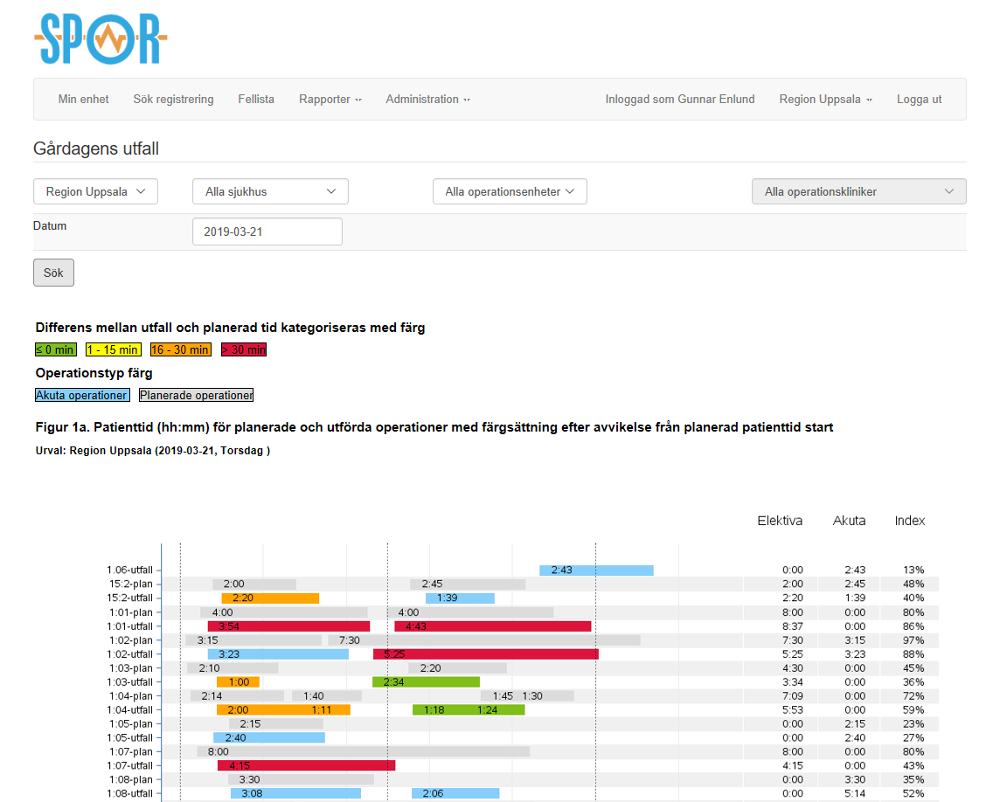 SPOR
Min enhet Sök registrering Fellista Rapporter Administration Inloggad som Gunnar Enlund Region Uppsala Logga ut
Gårdagens utfall
Region Uppsala Alla sjukhus Alla operationsenheter Alla operationskliniker
Datum 2019-03-21
Sök
Differens mellan utfall och planerad tid kategoriseras med färg
≤ 0 min 1 - 15 min 16 - 30 min > 30 min
Operationstyp färg
Akuta operationer Planerade operationer
Figur 1a. Patienttid (hh:mm) för planerade och utförda operationer med färgsättning efter avvikelse från planerad patienttid start
Urval: Region Uppsala (2019-03-21, Torsdag )
Elektiva Akuta Index
1.06-utfall 2:43 0:00 2:43 13%
15:2-plan 2:00 2:45 2:00 2:45 48%
15:2-utfall 2:20 1:39 2:20 1:39 40%
1:01-plan 4:00 4:00 8:00 0:00 80%
1:01-utfall 3:54 4:43 8:37 0:00 86%
1:02-plan 3:15 7:30 7:30 3:15 97%
1:02-utfall 3:23 5:25 5:25 3:23 88%
1:03-plan 2:10 2:20 4:30 0:00 45%
1:03-utfall 1:00 2:34 3:34 0:00 36%
1:04-plan 2:14 1:40 1:45 1:30 7:09 0:00 72%
1:04-utfall 2:00 1:11 1:18 1:24 5:53 0:00 59%
1:05-plan 2:15 0:00 2:15 23%
1:05-utfall 2:40 0:00 2:40 27%
1:07-plan 8:00 8:00 0:00 80%
1:07-utfall 4:15 4:15 0:00 43%
1:08-plan 3:30 0:00 3:30 35%
1:08-utfall 3:08 2:06 0:00 5:14 52%